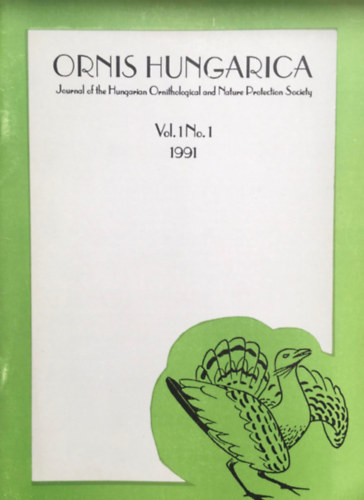 ORNIS HUNGARICA
Journal of the Hungarian Ornithological and Nature Protection Society
Vol. 1 No. 1
1991